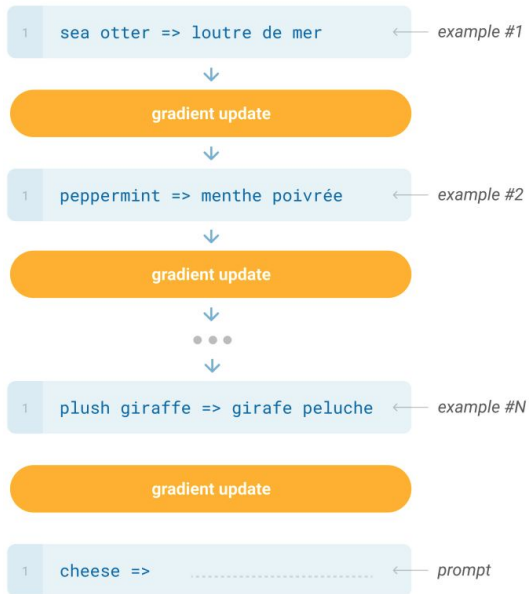 1 sea otter => loutre de mer example #1
gradient update
1 peppermint => menthe poivrée example #2
gradient update
1 plush giraffe => girafe peluche example #N
gradient update
1 cheese => prompt